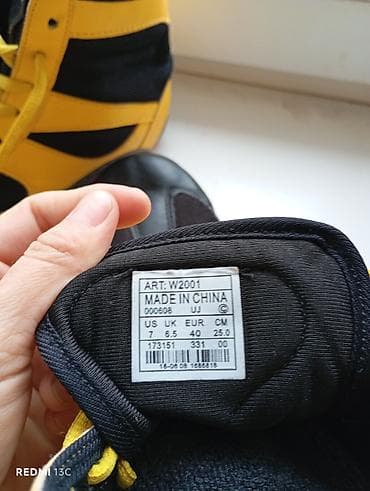 ART: W2001
MADE IN CHINA
000608 UJ ©
US UK EUR CM
7 6.5 40 25.0
173151 331 00
REDMI 13C